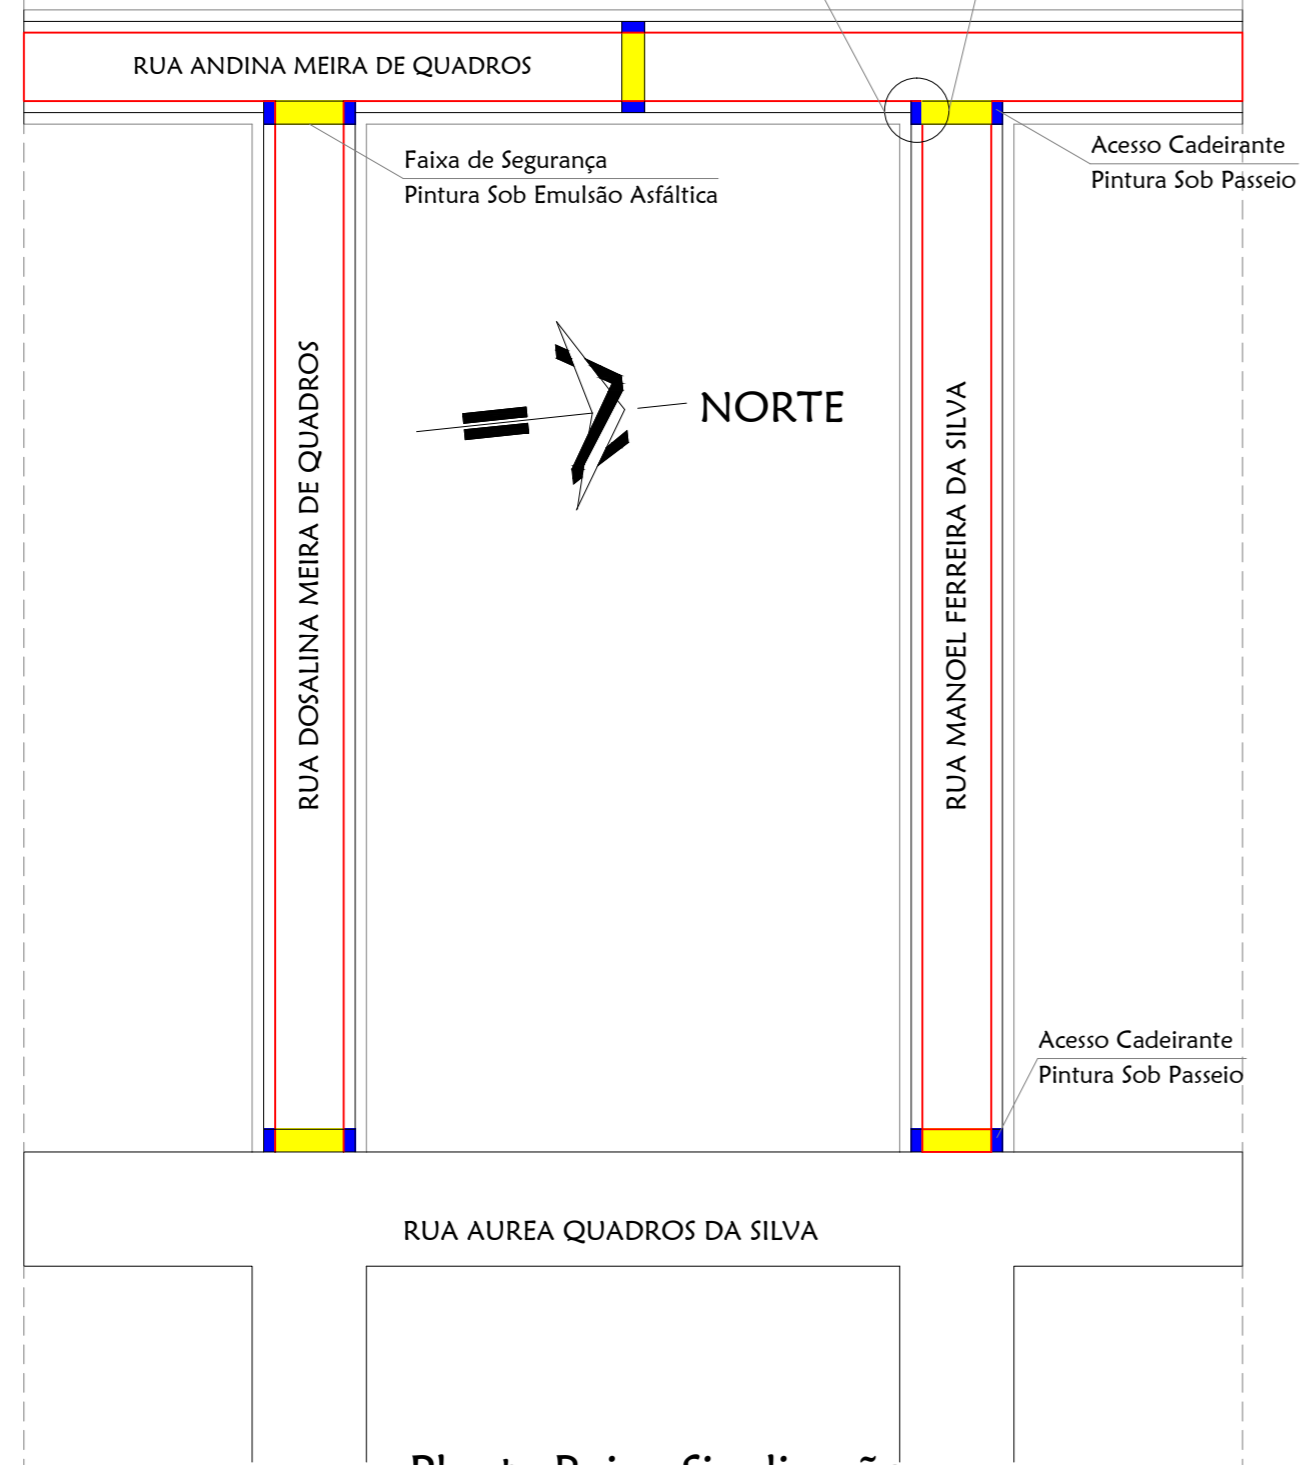 RUA ANDINA MEIRA DE QUADROS
Faixa de Segurança
Pintura Sob Emulsão Asfáltica
Acesso Cadeirante
Pintura Sob Passeio
NORTE
RUA DOSALINA MEIRA DE QUADROS
RUA MANOEL FERREIRA DA SILVA
Acesso Cadeirante
Pintura Sob Passeio
RUA AUREA QUADROS DA SILVA